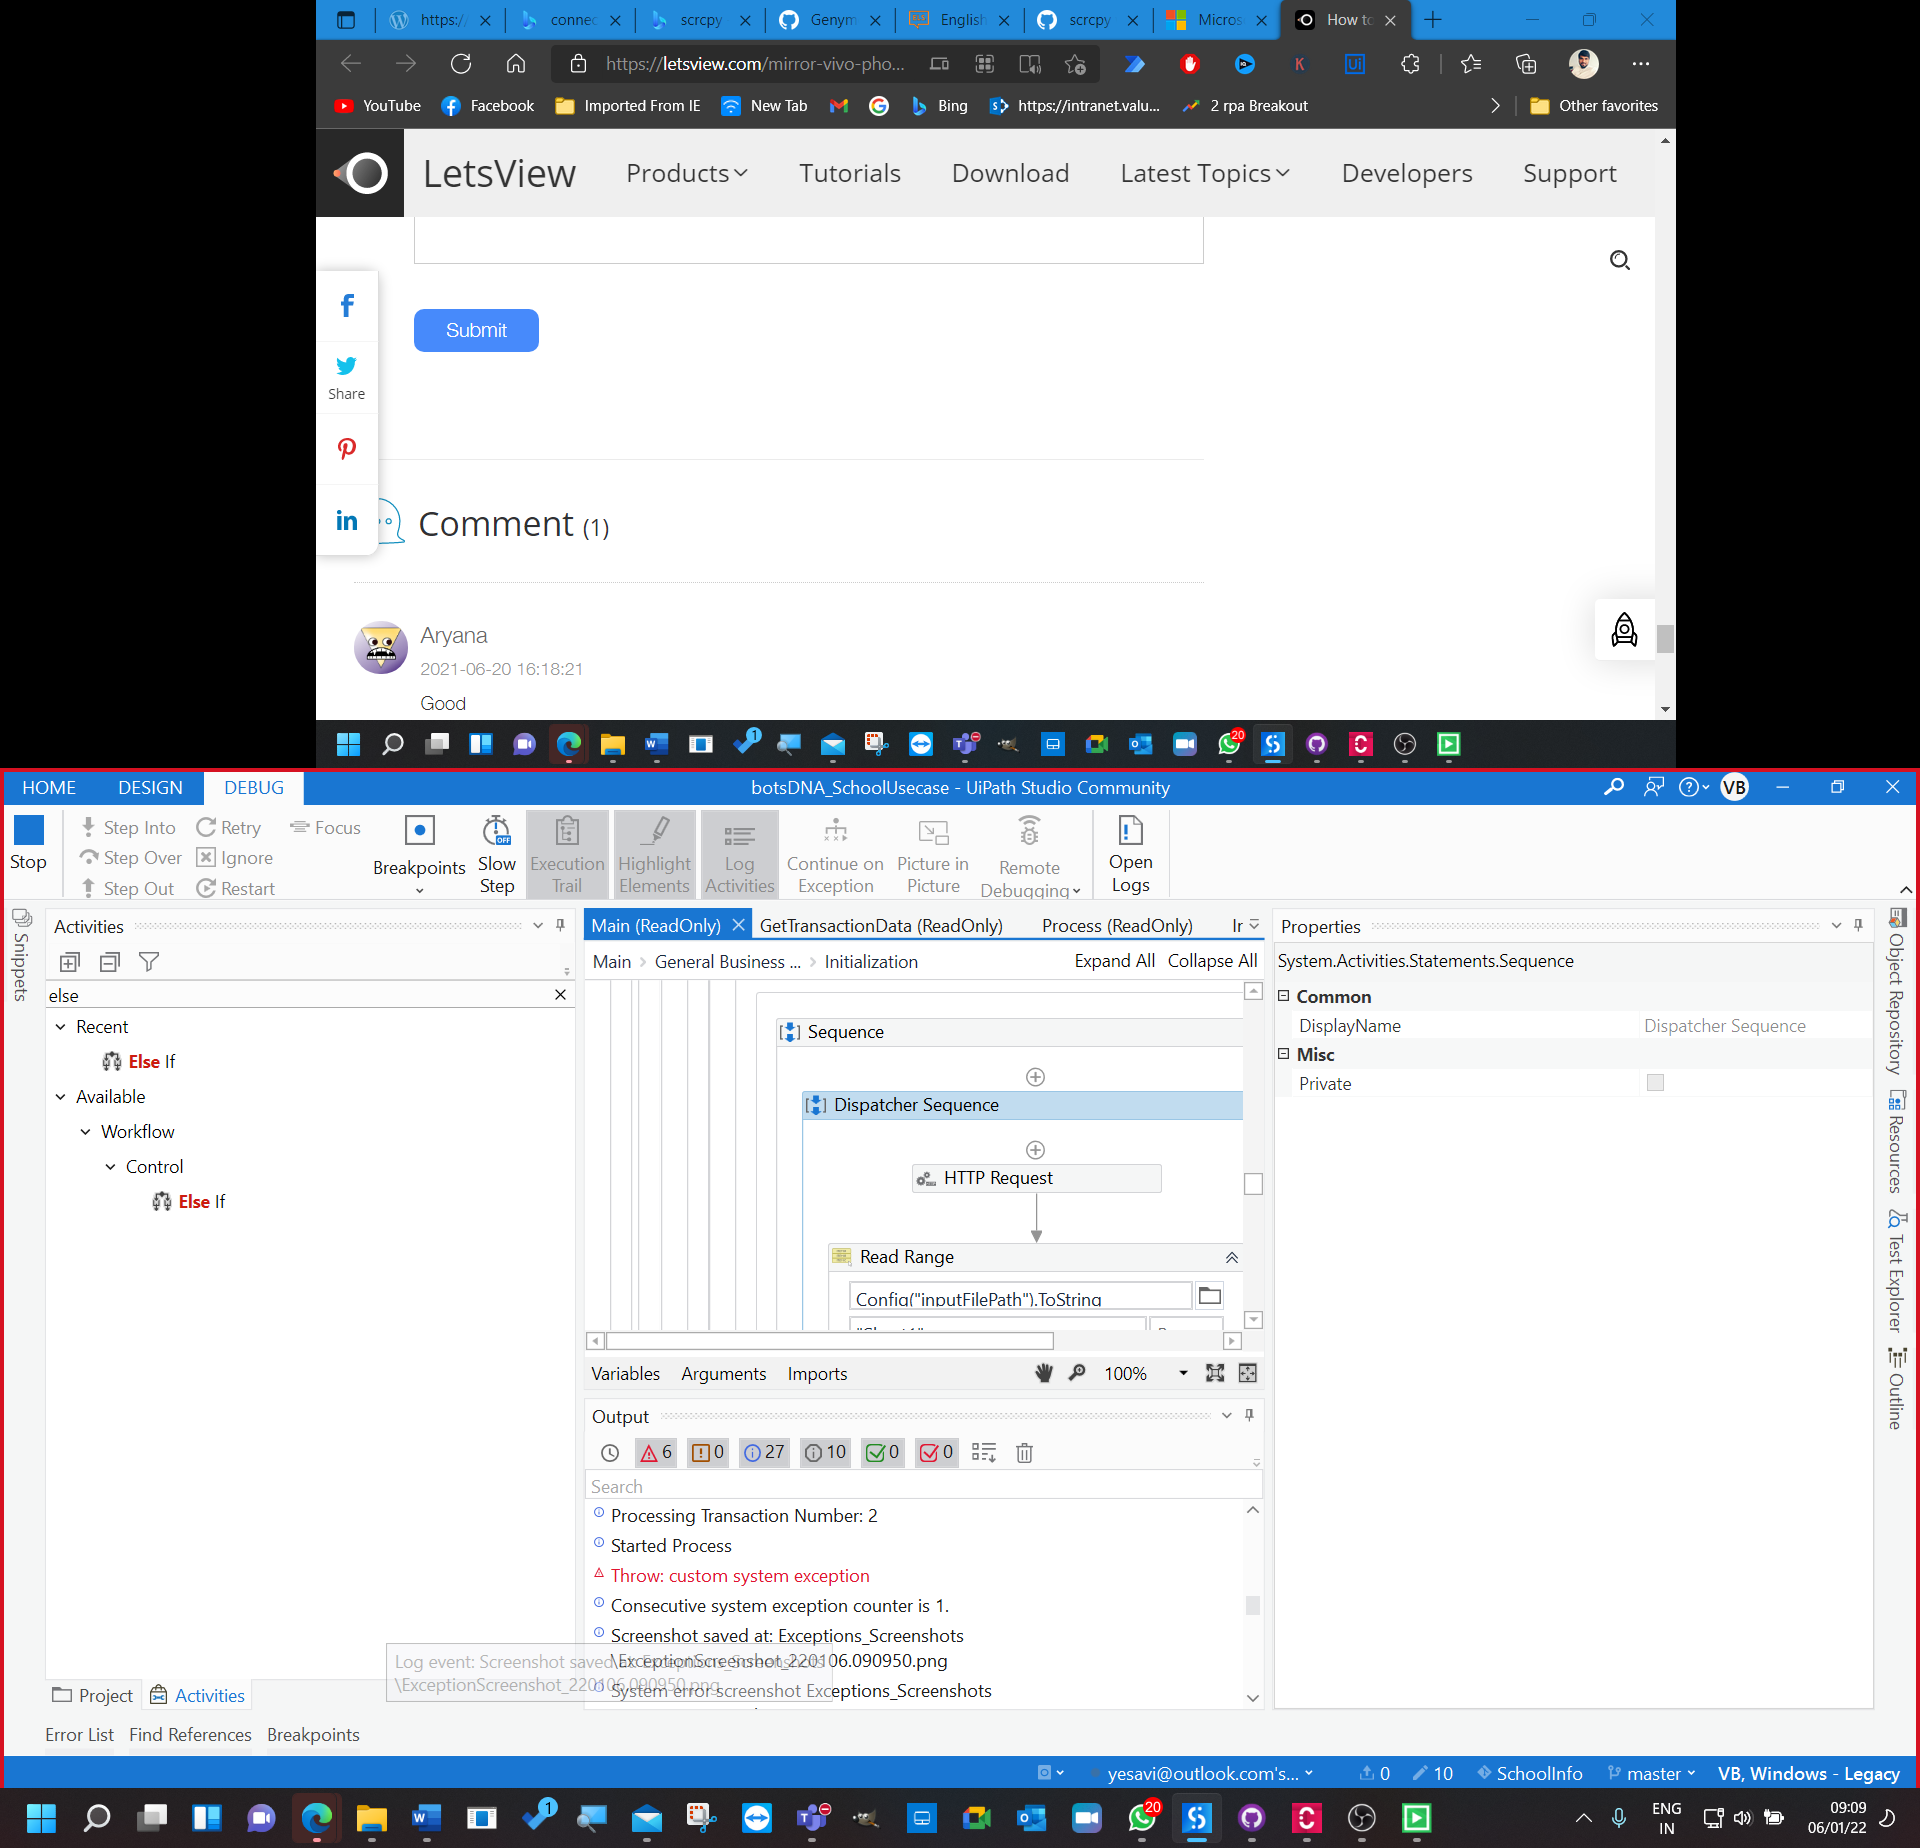 https:/
connec
scrcpy
Genym
English
scrcpy
Micros
How to
https://letsview.com/mirror-vivo-pho...
YouTube
Facebook
Imported From IE
New Tab
Bing
https://intranet.valu...
2 rpa Breakout
Other favorites
LetsView
Products
Tutorials
Download
Latest Topics
Developers
Support
Submit
Share
Comment (1)
Aryana
2021-06-20 16:18:21
Good
HOME
DESIGN
DEBUG
botsDNA_SchoolUsecase - UiPath Studio Community
VB
Stop
Step Into
Step Over
Step Out
Retry
Ignore
Restart
Focus
Breakpoints
Slow
Step
Execution
Trail
Highlight
Elements
Log
Activities
Continue on
Exception
Picture in
Picture
Remote
Debugging
Open
Logs
Snippets
Activities
else
Recent
Else If
Available
Workflow
Control
Else If
Project
Activities
Main (ReadOnly)
GetTransactionData (ReadOnly)
Process (ReadOnly)
Ir
Main > General Business ... > Initialization
Expand All
Collapse All
Sequence
Dispatcher Sequence
HTTP Request
Read Range
Config("inputFilePath").ToString
Variables
Arguments
Imports
100%
Output
6
0
27
10
0
0
Search
Processing Transaction Number: 2
Started Process
Throw: custom system exception
Consecutive system exception counter is 1.
Screenshot saved at: Exceptions_Screenshots
\ExceptionScreenshot_220106.090950.png
System error screenshot Exceptions_Screenshots
Log event: Screenshot saved at: Exceptions_Screenshots
\ExceptionScreenshot_220106.090950.png
Properties
System.Activities.Statements.Sequence
Common
DisplayName
Dispatcher Sequence
Misc
Private
Object Repository
Resources
Test Explorer
Outline
Error List
Find References
Breakpoints
yesavi@outlook.com's...
0
10
SchoolInfo
master
VB, Windows - Legacy
ENG
IN
09:09
06/01/22